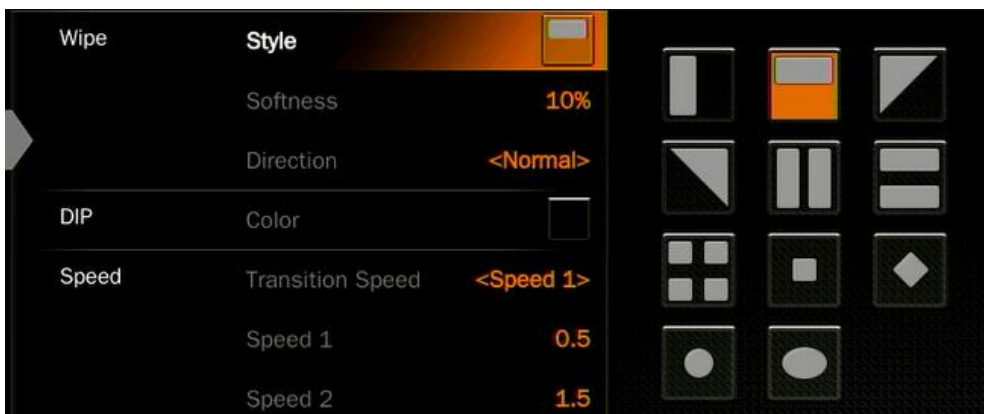 Wipe Style
Softness 10%
Direction <Normal>
DIP Color
Speed Transition Speed <Speed 1>
Speed 1 0.5
Speed 2 1.5